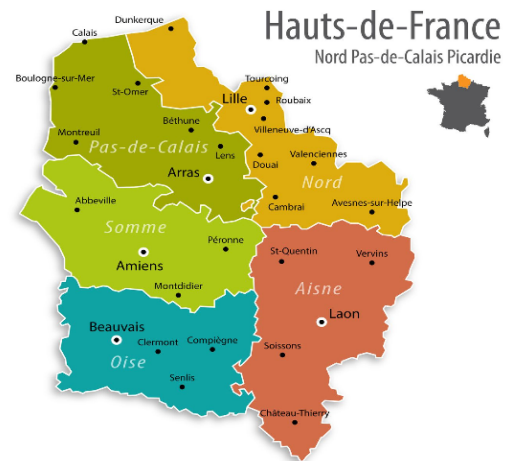 Hauts-de-France
Nord Pas-de-Calais Picardie
Dunkerque
Calais
Boulogne-sur-Mer
St-Omer
Tourcoing
Lille
Roubaix
Villeneuve-d'Ascq
Béthune
Montreuil
Pas-de-Calais
Lens
Douai
Valenciennes
Arras
Nord
Cambrai
Avesnes-sur-Helpe
Abbeville
Somme
Péronne
Amiens
St-Quentin
Vervins
Montdidier
Aisne
Laon
Beauvais
Clermont
Compiègne
Oise
Soissons
Senlis
Château-Thierry